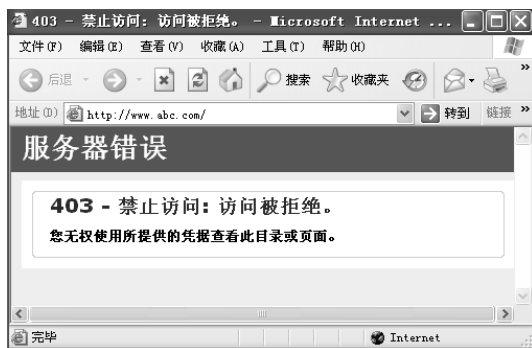 403 - 禁止访问: 访问被拒绝。 - Microsoft Internet ...
文件(F) 编辑(E) 查看(V) 收藏(A) 工具(T) 帮助(H)
后退 搜索 收藏夹 »
地址(D) http://www.abc.com/ 转到 链接 »
服务器错误
403 - 禁止访问: 访问被拒绝。
您无权使用所提供的凭据查看此目录或页面。
完毕 Internet